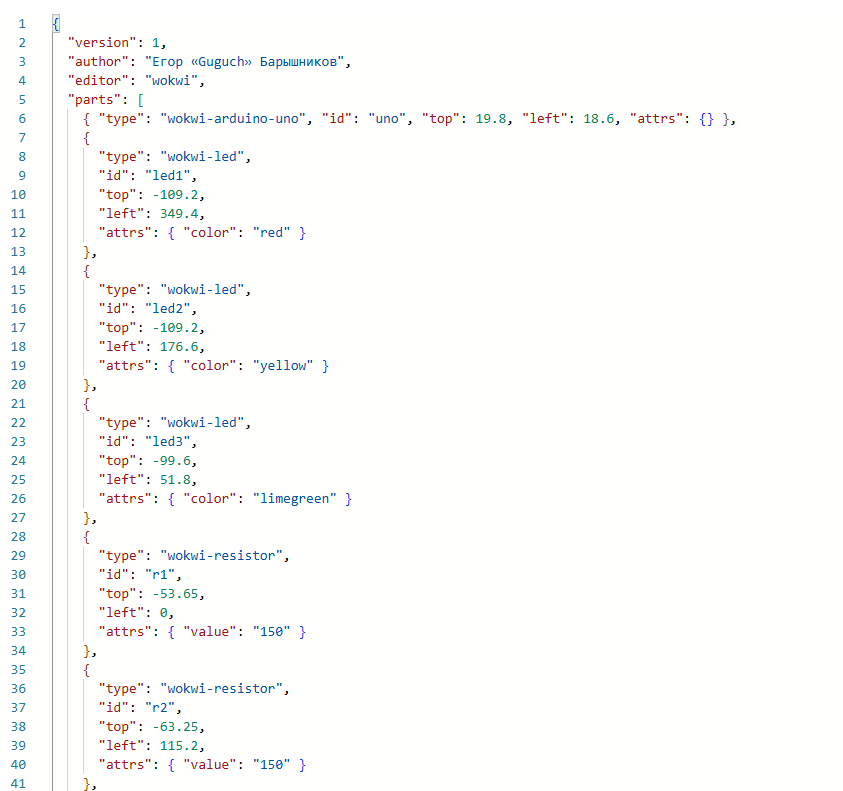 1 {
2 "version": 1,
3 "author": "Егор «Guguch» Барышников",
4 "editor": "wokwi",
5 "parts": [
6 { "type": "wokwi-arduino-uno", "id": "uno", "top": 19.8, "left": 18.6, "attrs": {} },
7 {
8 "type": "wokwi-led",
9 "id": "led1",
10 "top": -109.2,
11 "left": 349.4,
12 "attrs": { "color": "red" }
13 },
14 {
15 "type": "wokwi-led",
16 "id": "led2",
17 "top": -109.2,
18 "left": 176.6,
19 "attrs": { "color": "yellow" }
20 },
21 {
22 "type": "wokwi-led",
23 "id": "led3",
24 "top": -99.6,
25 "left": 51.8,
26 "attrs": { "color": "limegreen" }
27 },
28 {
29 "type": "wokwi-resistor",
30 "id": "r1",
31 "top": -53.65,
32 "left": 0,
33 "attrs": { "value": "150" }
34 },
35 {
36 "type": "wokwi-resistor",
37 "id": "r2",
38 "top": -63.25,
39 "left": 115.2,
40 "attrs": { "value": "150" }
41 },